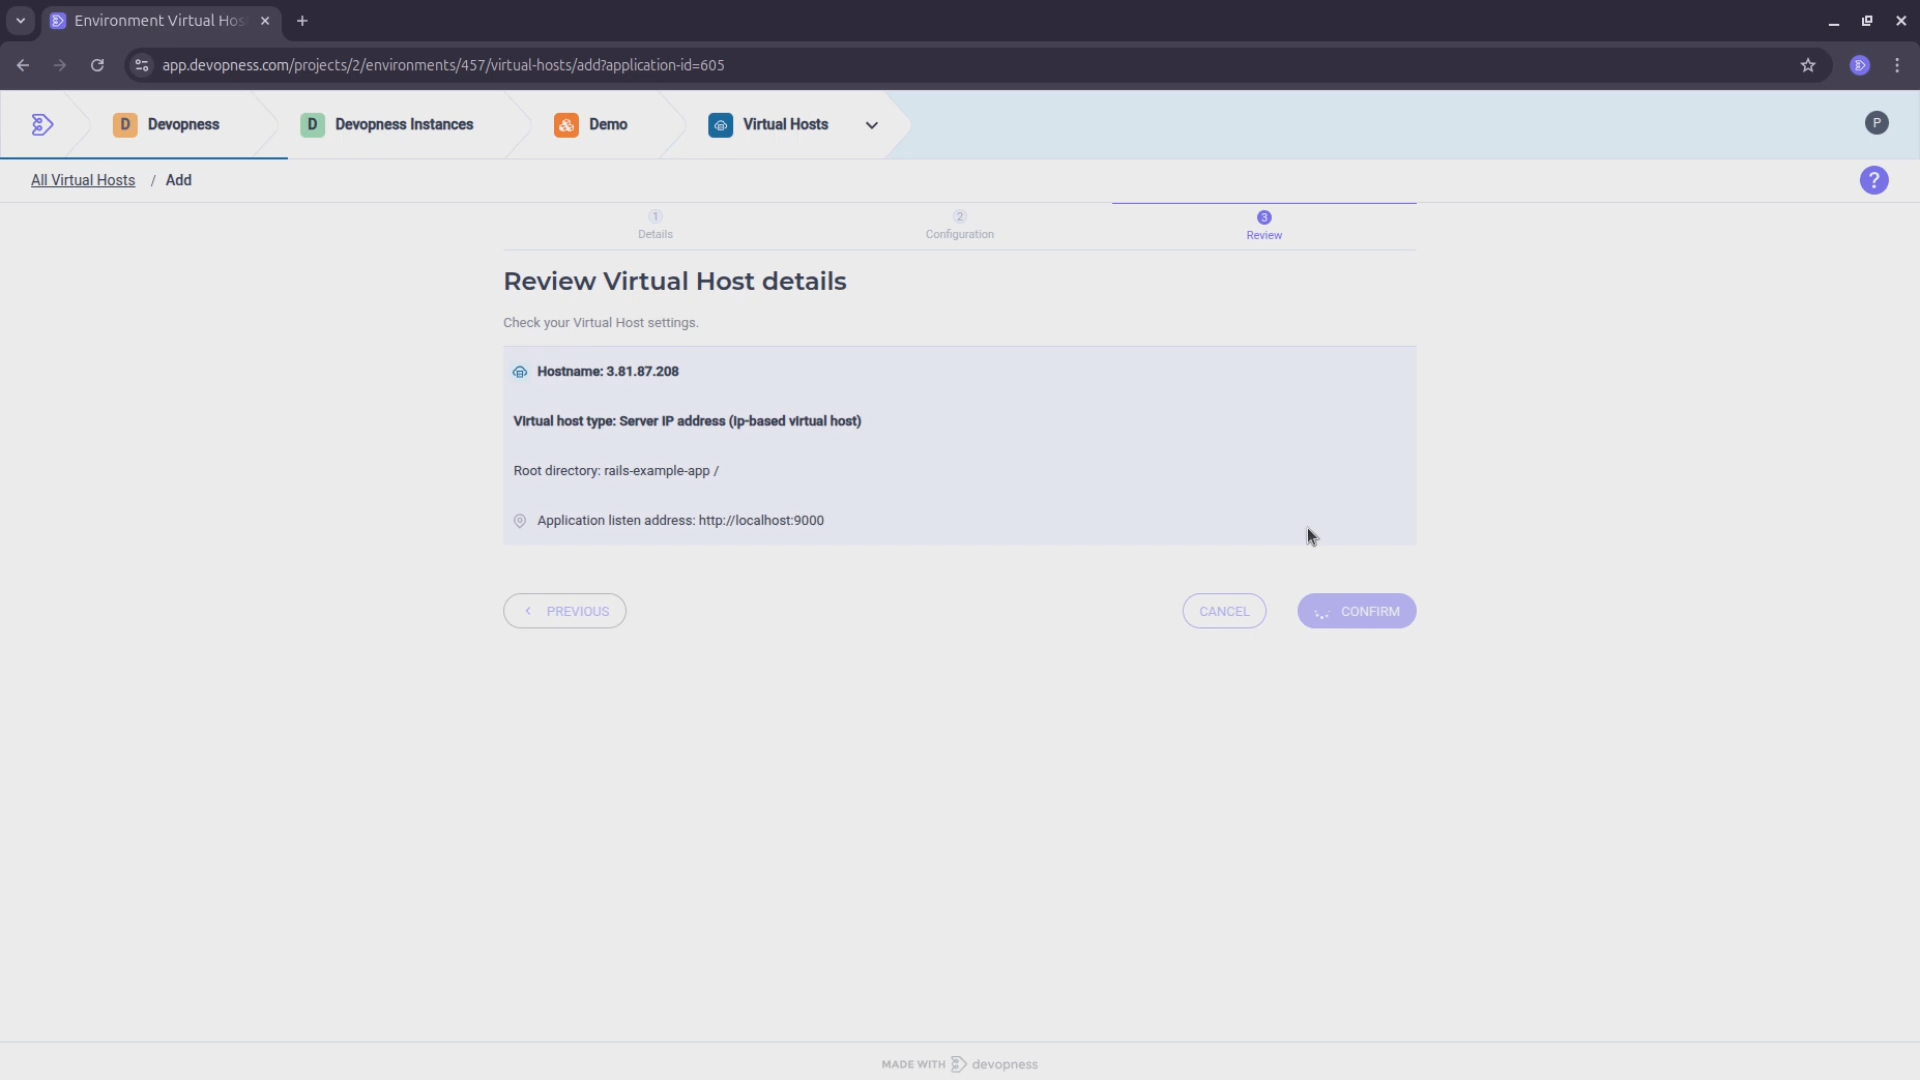 Environment Virtual Hos
app.devopness.com/projects/2/environments/457/virtual-hosts/add?application-id=605
D Devopness D Devopness Instances Demo Virtual Hosts P
All Virtual Hosts / Add ?
1 2 3
Details Configuration Review
Review Virtual Host details
Check your Virtual Host settings.
Hostname: 3.81.87.208
Virtual host type: Server IP address (ip-based virtual host)
Root directory: rails-example-app /
Application listen address: http://localhost:9000
PREVIOUS CANCEL CONFIRM
MADE WITH devopness